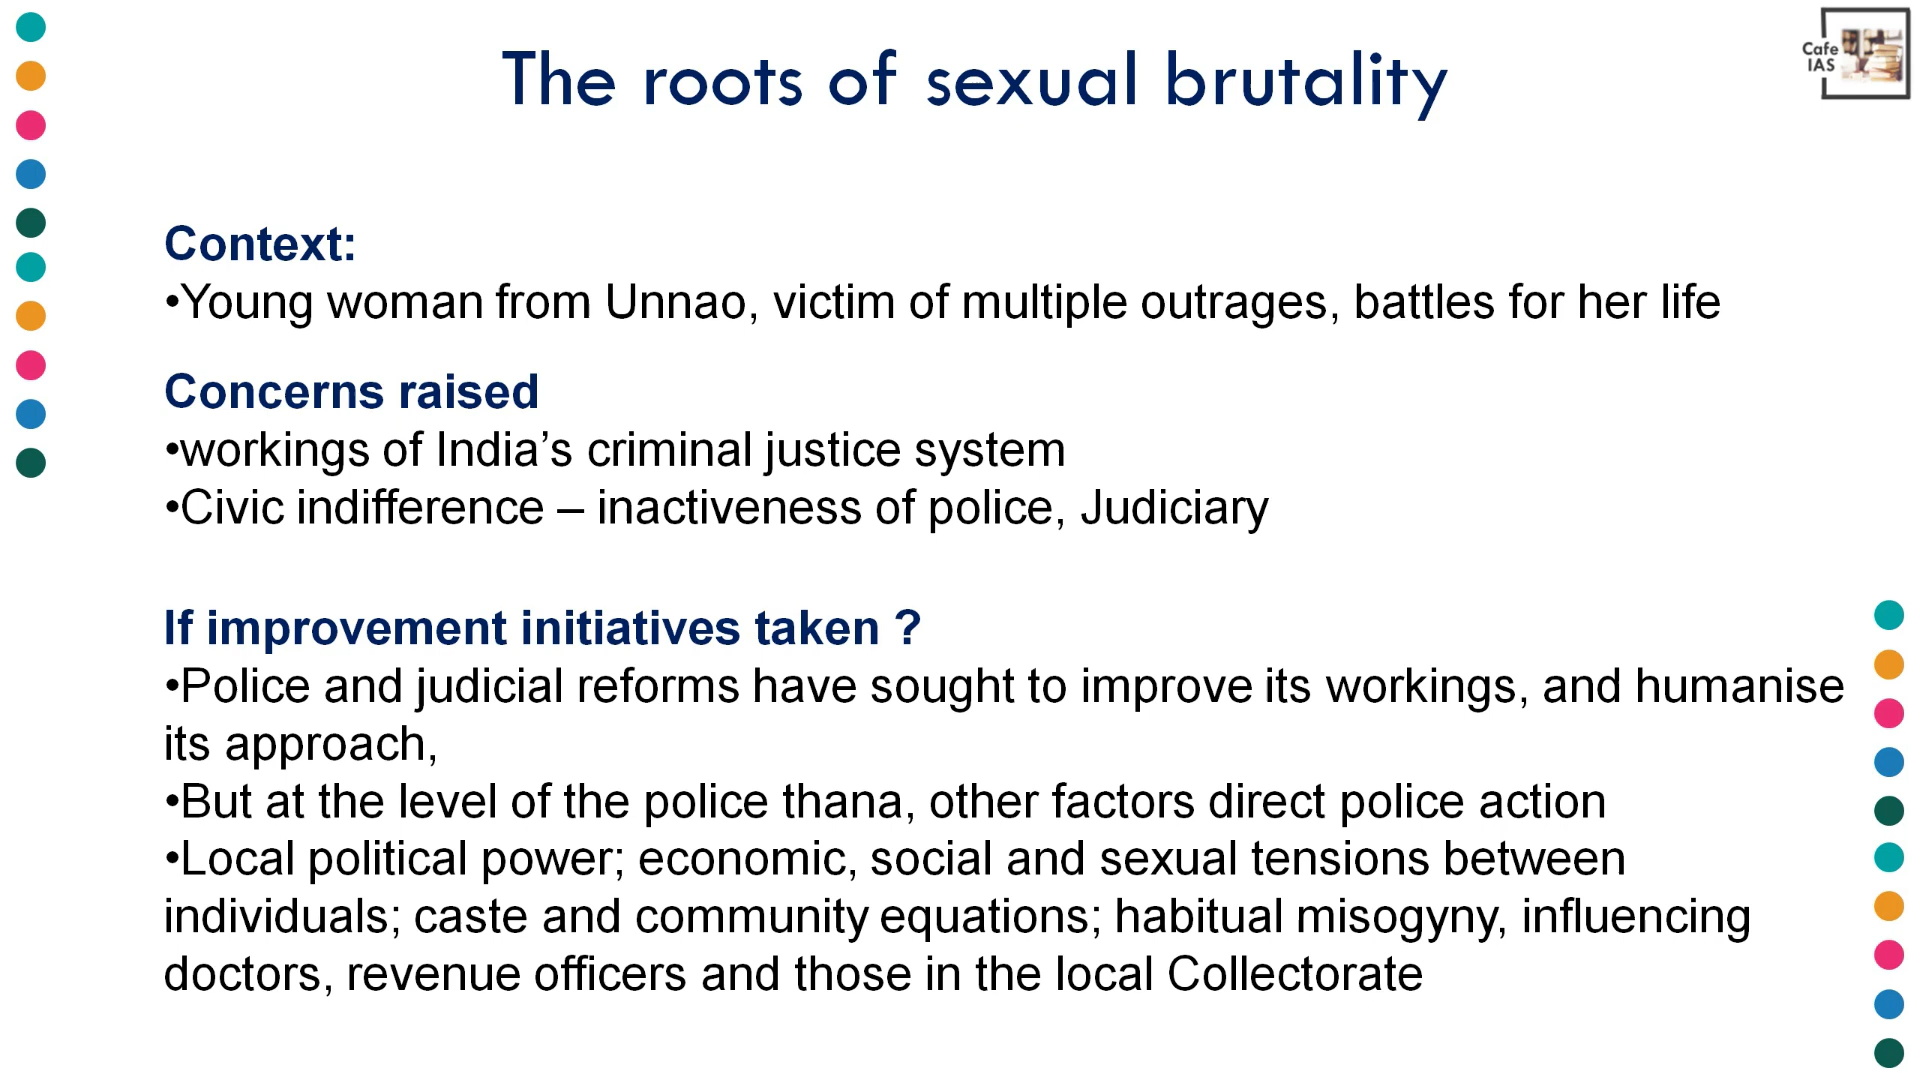 The roots of sexual brutality
Cafe
IAS
Context:
•Young woman from Unnao, victim of multiple outrages, battles for her life
Concerns raised
•workings of India’s criminal justice system
•Civic indifference – inactiveness of police, Judiciary
If improvement initiatives taken ?
•Police and judicial reforms have sought to improve its workings, and humanise
its approach,
•But at the level of the police thana, other factors direct police action
•Local political power; economic, social and sexual tensions between
individuals; caste and community equations; habitual misogyny, influencing
doctors, revenue officers and those in the local Collectorate